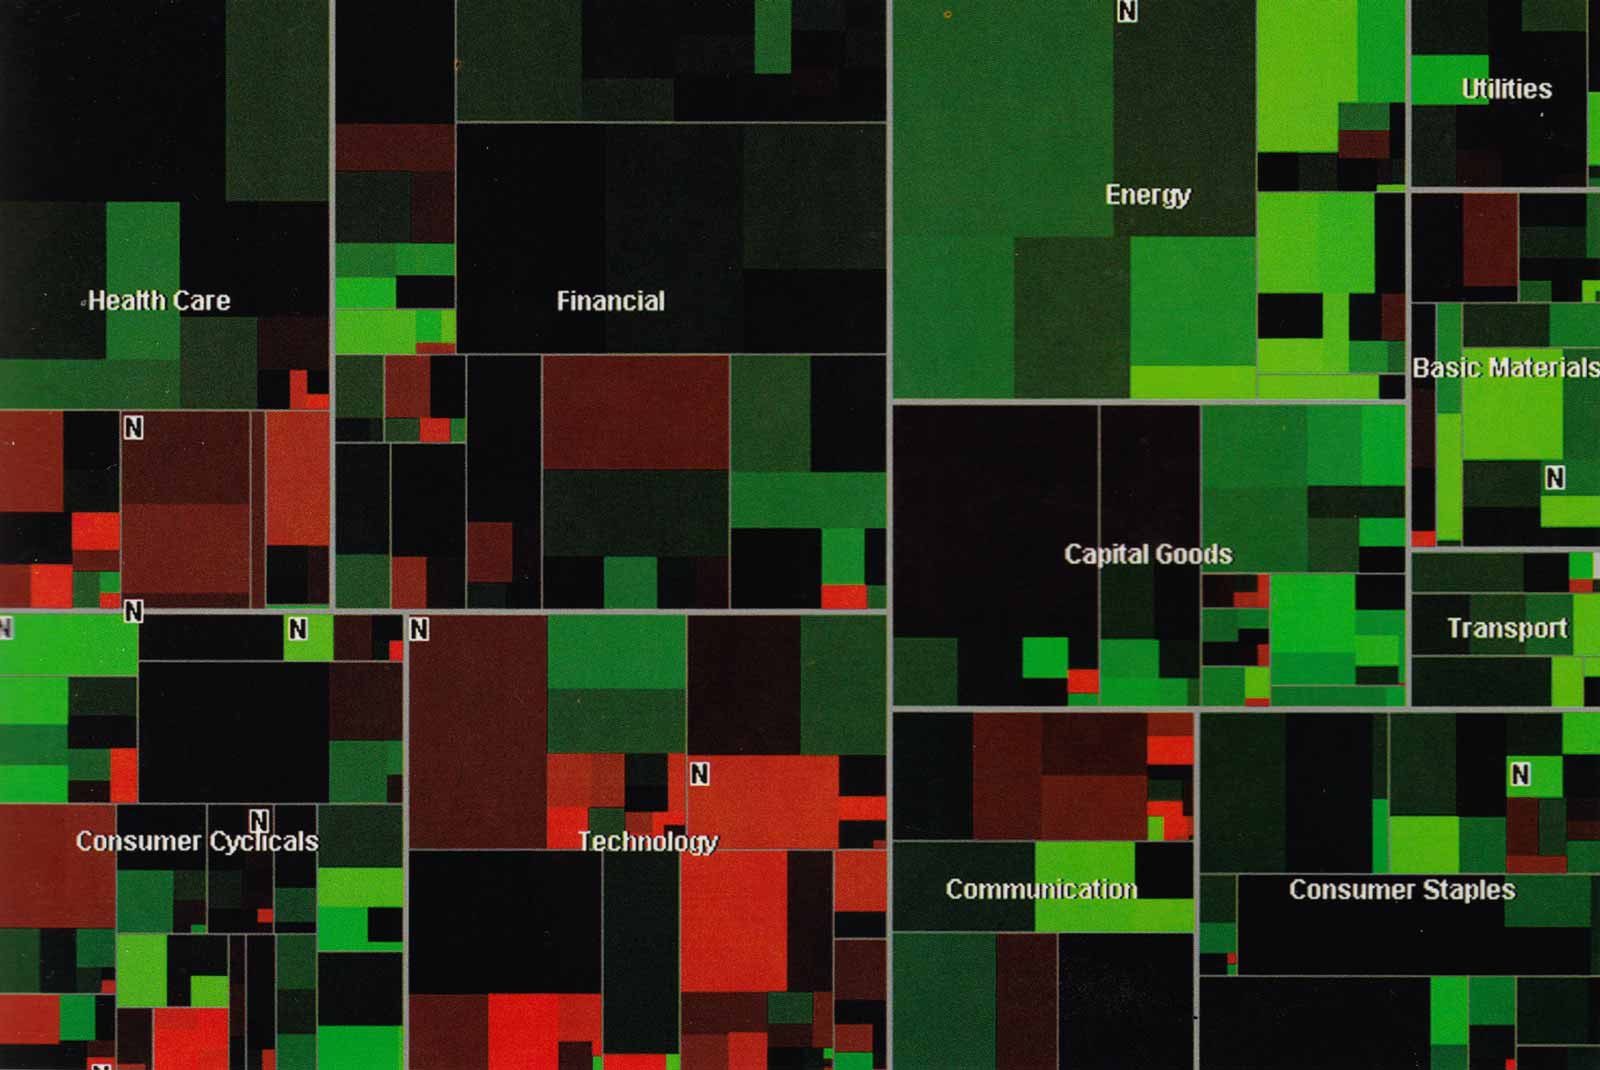 N
Utilities
Energy
Health Care
Financial
Basic Materials
N
N
Capital Goods
N
N
N
N
Transport
N
N
N
Consumer Cyclicals
Technology
Communication
Consumer Staples
N